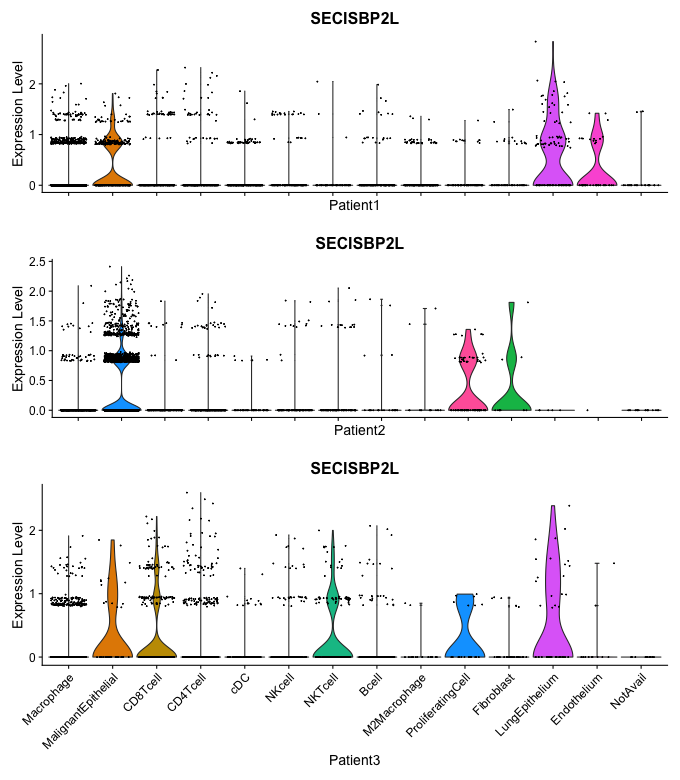 SECISBP2L
Expression Level
2
1
0
Patient1
SECISBP2L
Expression Level
2.5
2.0
1.5
1.0
0.5
0.0
Patient2
SECISBP2L
Expression Level
2
1
0
Macrophage
MalignantEpithelial
CD8Tcell
CD4Tcell
cDC
NKcell
NKTcell
Bcell
M2Macrophage
ProliferatingCell
Fibroblast
LungEpithelium
Endothelium
NotAvail
Patient3